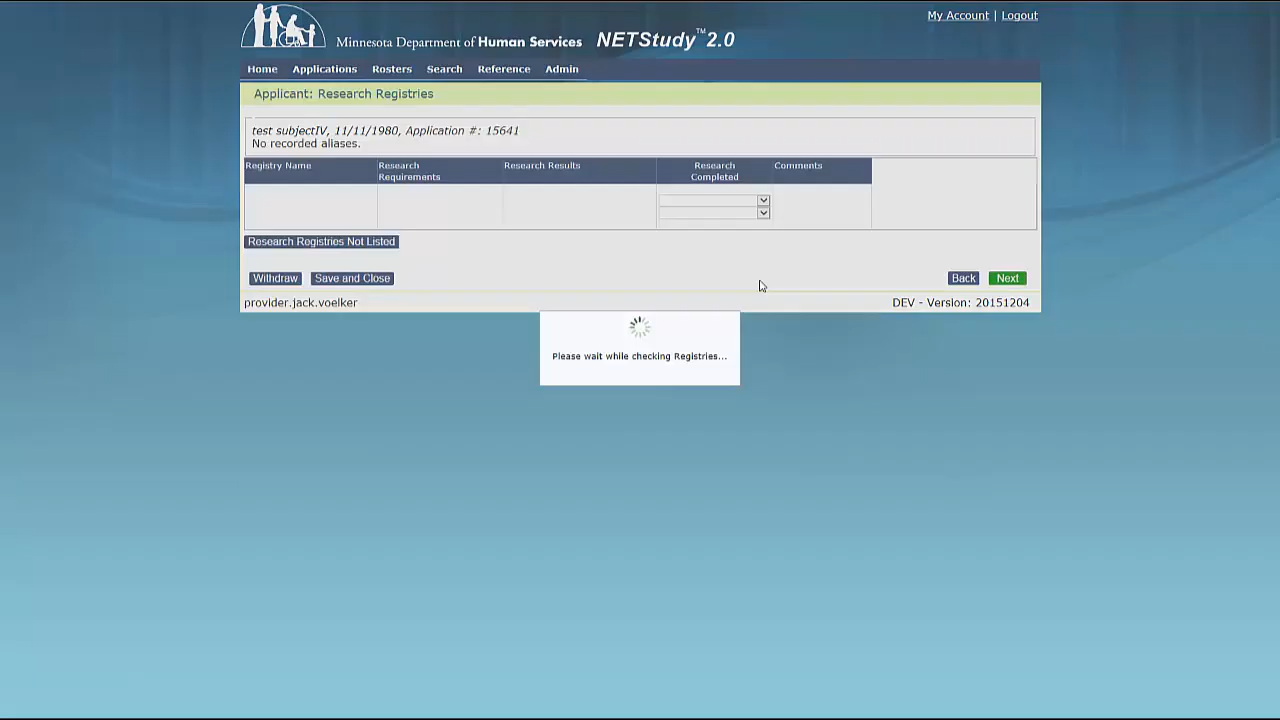 My Account | Logout
Minnesota Department of Human Services NETStudy™ 2.0
Home Applications Rosters Search Reference Admin
Applicant: Research Registries
test subjectIV, 11/11/1980, Application #: 15641
No recorded aliases.
Registry Name Research Requirements Research Results Research Completed Comments
Research Registries Not Listed
Withdraw Save and Close Back Next
provider.jack.voelker DEV - Version: 20151204
Please wait while checking Registries...